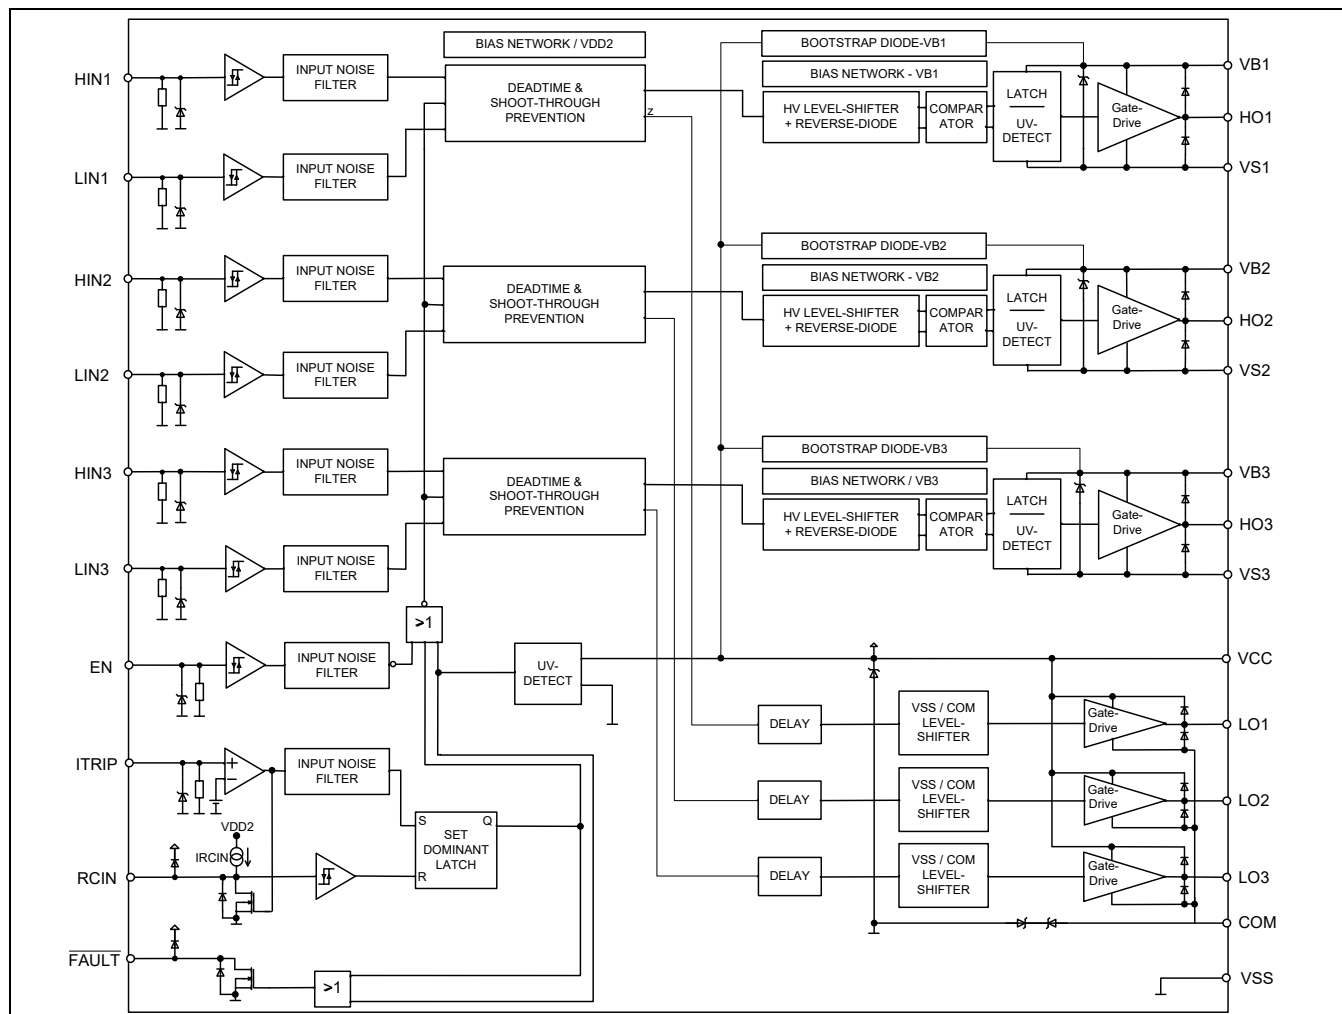 BIAS NETWORK / VDD2
BOOTSTRAP DIODE-VB1
HIN1
INPUT NOISE
FILTER
DEADTIME &
SHOOT-THROUGH
PREVENTION
Z
BIAS NETWORK - VB1
HV LEVEL-SHIFTER
+ REVERSE-DIODE
COMPAR
ATOR
LATCH
UV-
DETECT
Gate-
Drive
VB1
HO1
VS1
LIN1
INPUT NOISE
FILTER
BOOTSTRAP DIODE-VB2
HIN2
INPUT NOISE
FILTER
DEADTIME &
SHOOT-THROUGH
PREVENTION
BIAS NETWORK - VB2
HV LEVEL-SHIFTER
+ REVERSE-DIODE
COMPAR
ATOR
LATCH
UV-
DETECT
Gate-
Drive
VB2
HO2
VS2
LIN2
INPUT NOISE
FILTER
BOOTSTRAP DIODE-VB3
HIN3
INPUT NOISE
FILTER
DEADTIME &
SHOOT-THROUGH
PREVENTION
BIAS NETWORK / VB3
HV LEVEL-SHIFTER
+ REVERSE-DIODE
COMPAR
ATOR
LATCH
UV-
DETECT
Gate-
Drive
VB3
HO3
VS3
LIN3
INPUT NOISE
FILTER
>1
EN
INPUT NOISE
FILTER
UV-
DETECT
VCC
DELAY
VSS / COM
LEVEL-
SHIFTER
Gate-
Drive
LO1
ITRIP
+
−
INPUT NOISE
FILTER
DELAY
VSS / COM
LEVEL-
SHIFTER
Gate-
Drive
LO2
VDD2
IRCIN
S
Q
SET
DOMINANT
LATCH
R
RCIN
DELAY
VSS / COM
LEVEL-
SHIFTER
Gate-
Drive
LO3
COM
FAULT
>1
VSS